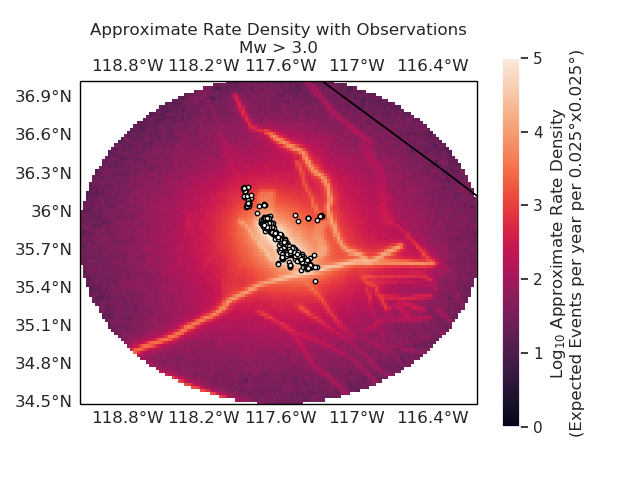 Approximate Rate Density with Observations
Mw > 3.0
118.8°W 118.2°W 117.6°W 117°W 116.4°W
36.9°N
36.6°N
36.3°N
36°N
35.7°N
35.4°N
35.1°N
34.8°N
34.5°N
118.8°W 118.2°W 117.6°W 117°W 116.4°W
5
4
3
2
1
0
Log₁₀ Approximate Rate Density
(Expected Events per year per 0.025°x0.025°)